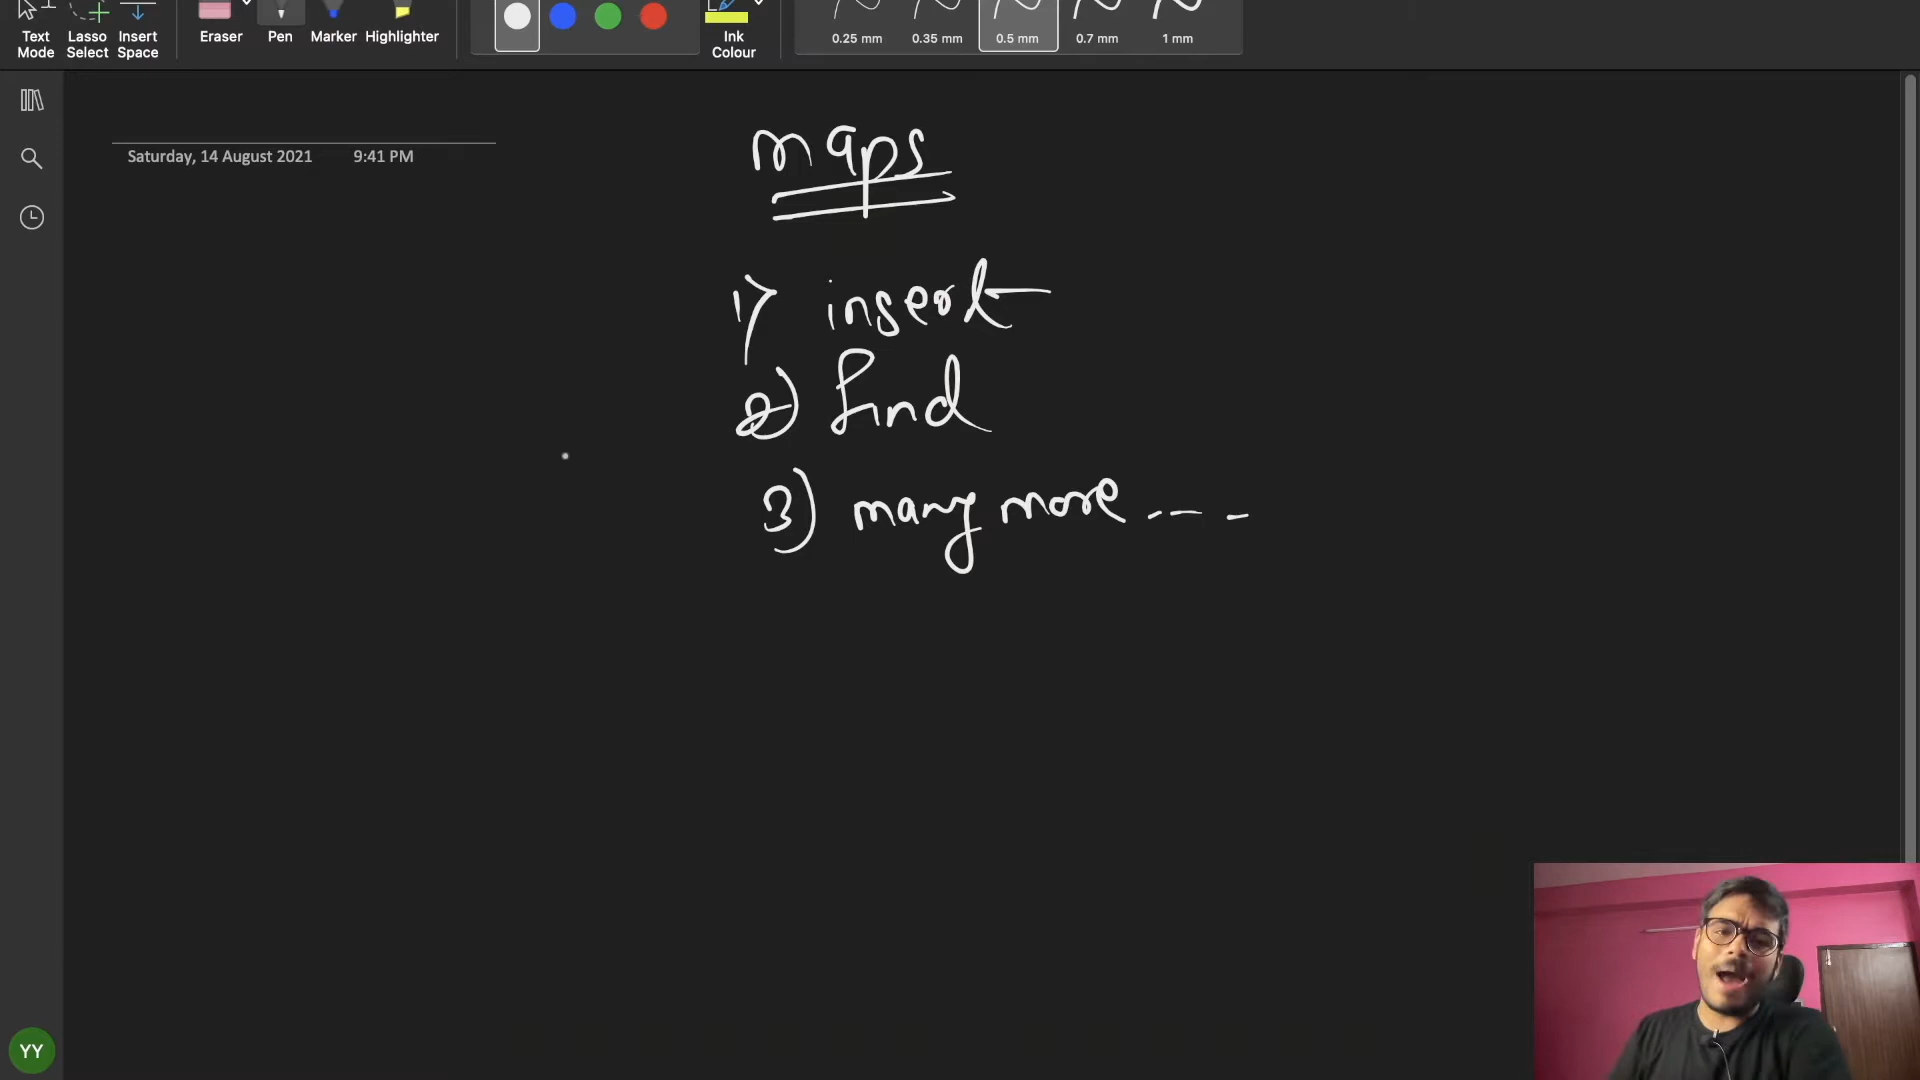 Text Mode
Lasso Select
Insert Space
Eraser
Pen
Marker
Highlighter
Ink Colour
0.25 mm
0.35 mm
0.5 mm
0.7 mm
1 mm
Saturday, 14 August 2021 9:41 PM
maps
1) insert
2) find
3) many more ....
YY